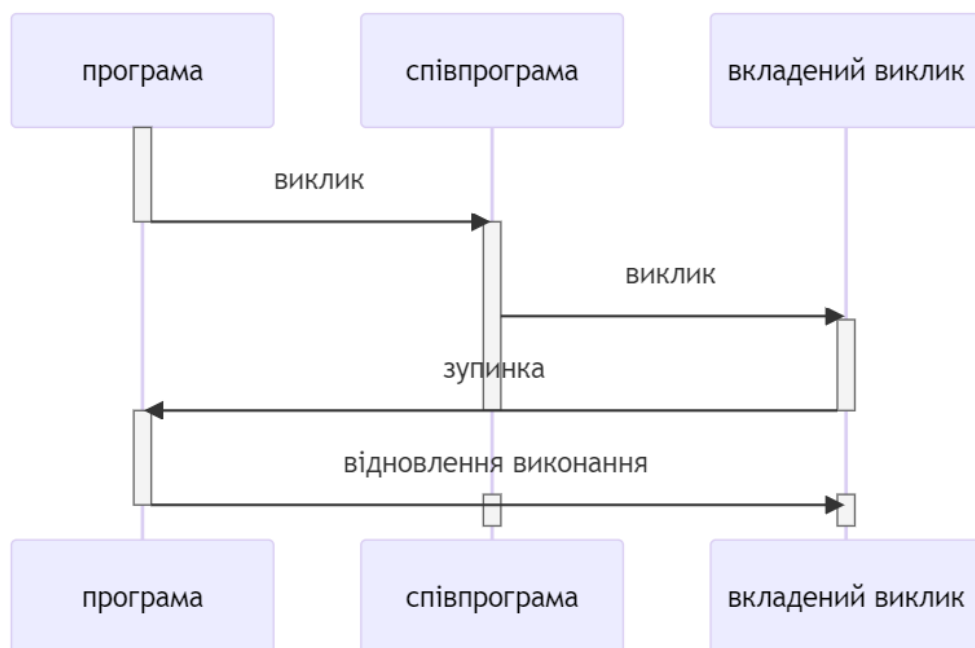 програма
співпрограма
вкладений виклик
виклик
виклик
зупинка
відновлення виконання
програма
співпрограма
вкладений виклик